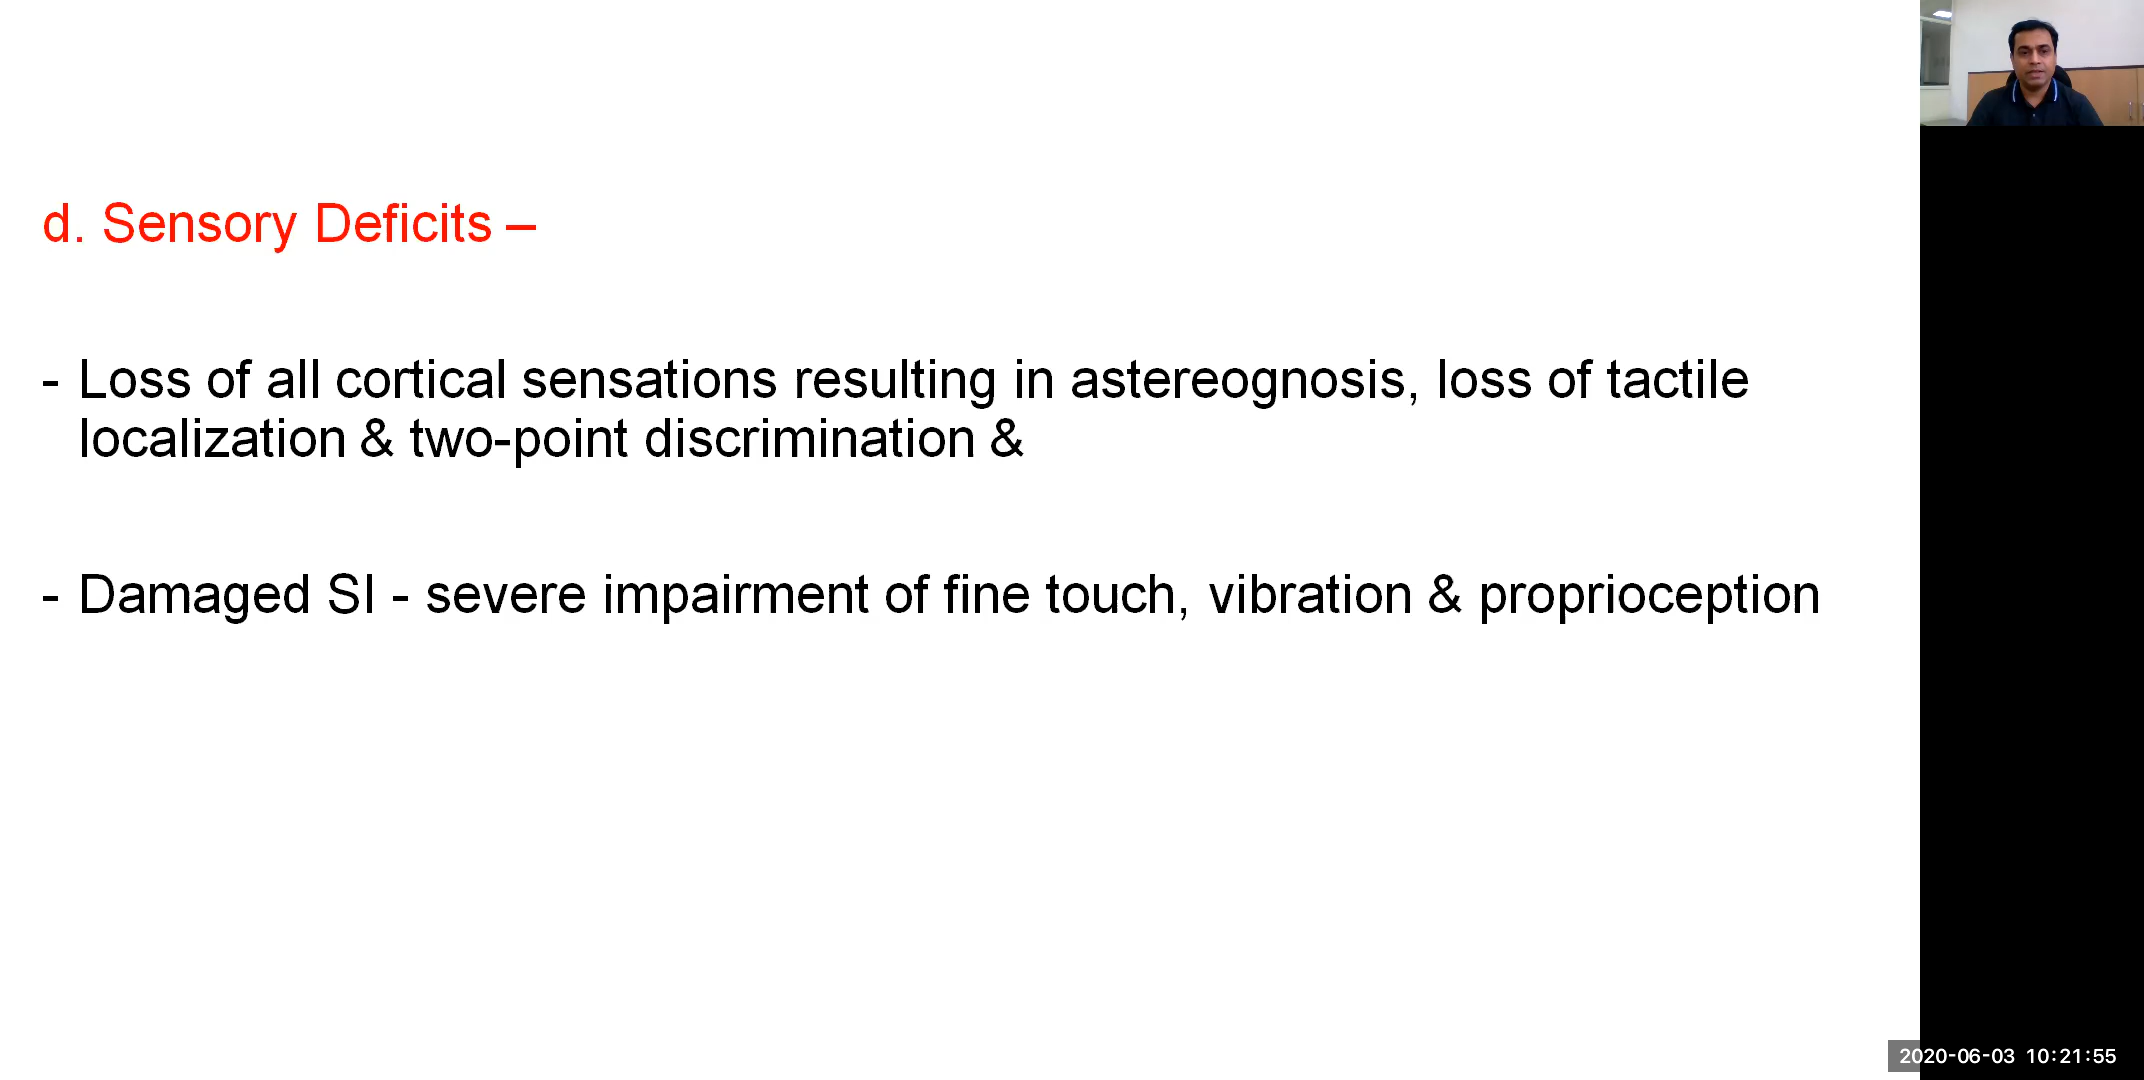 d. Sensory Deficits –
- Loss of all cortical sensations resulting in astereognosis, loss of tactile
localization & two-point discrimination &
- Damaged SI - severe impairment of fine touch, vibration & proprioception
2020-06-03 10:21:55